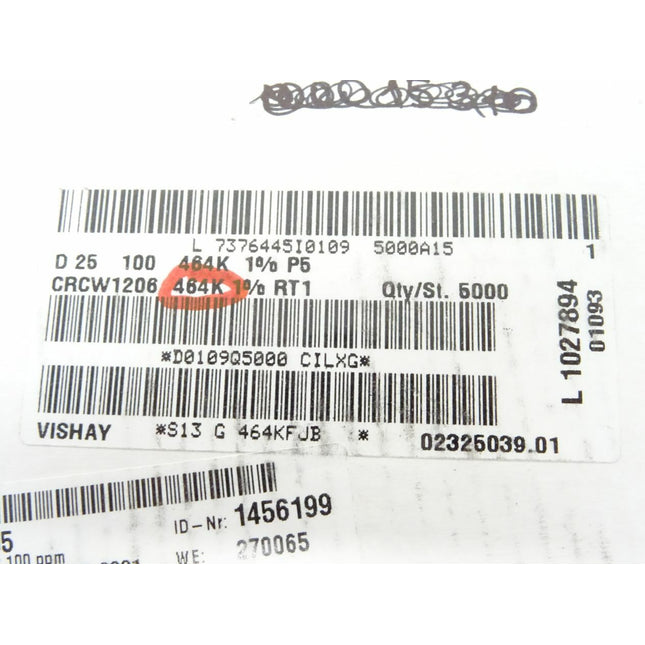 L 7376445I0109 5000A15 1
D 25 100 464K 1% P5
CRCW1206 464K 1% RT1 Qty/St. 5000
*D0109Q5000 CILXG*
VISHAY *S13 G 464KFJB * 02325039.01
L 1027894
01093
ID-Nr: 1456199
5
100 ppm
WE: 270065